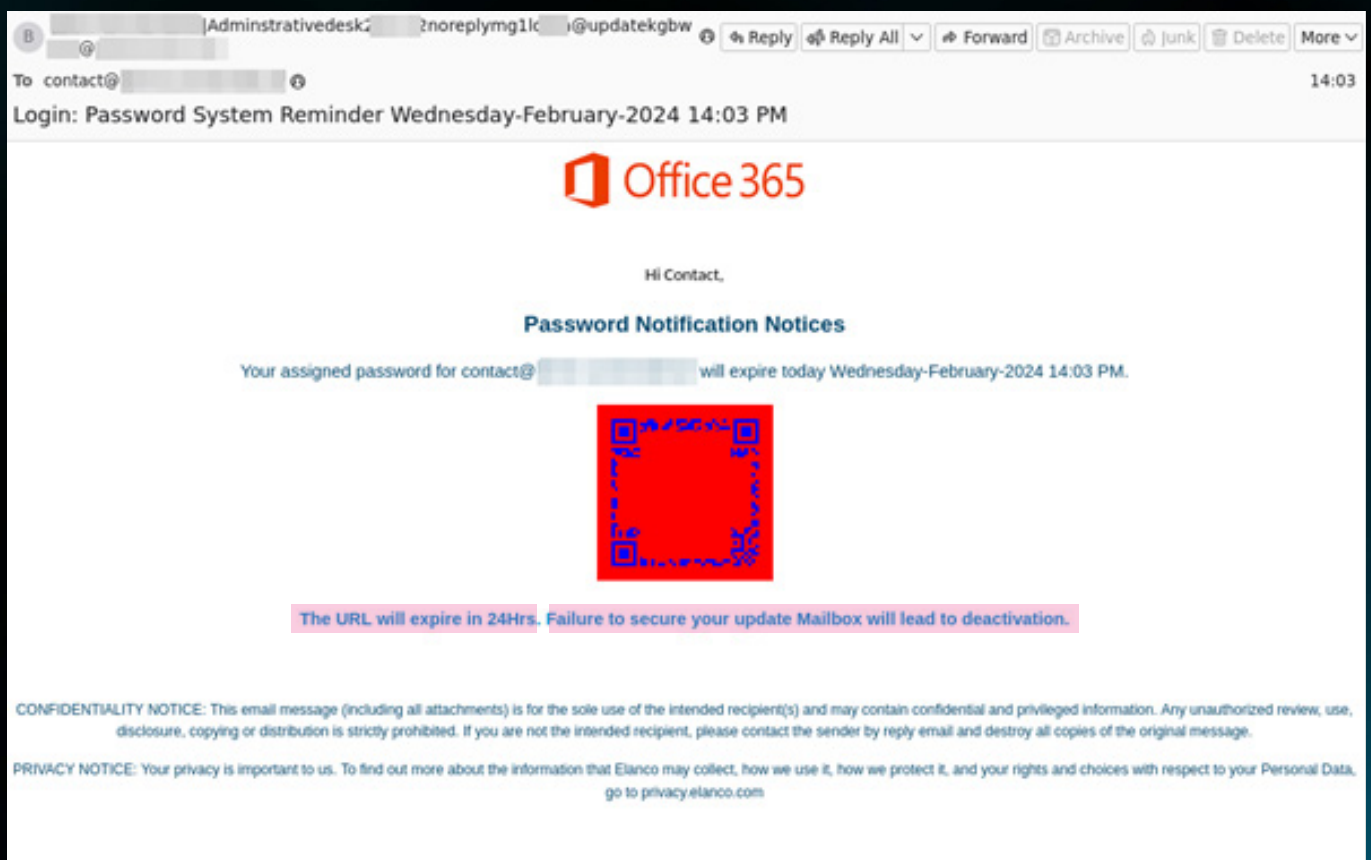 B
|Adminstrativedesk2 2noreplymg1lc @updatekgbw
@
Reply Reply All Forward Archive Junk Delete More
To contact@
14:03
Login: Password System Reminder Wednesday-February-2024 14:03 PM
Office 365
Hi Contact,
Password Notification Notices
Your assigned password for contact@ will expire today Wednesday-February-2024 14:03 PM.
The URL will expire in 24Hrs. Failure to secure your update Mailbox will lead to deactivation.
CONFIDENTIALITY NOTICE: This email message (including all attachments) is for the sole use of the intended recipient(s) and may contain confidential and privileged information. Any unauthorized review, use,
disclosure, copying or distribution is strictly prohibited. If you are not the intended recipient, please contact the sender by reply email and destroy all copies of the original message.
PRIVACY NOTICE: Your privacy is important to us. To find out more about the information that Elanco may collect, how we use it, how we protect it, and your rights and choices with respect to your Personal Data,
go to privacy.elanco.com